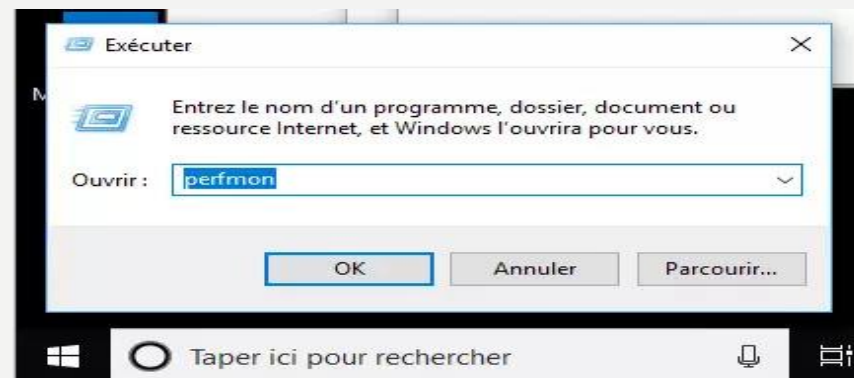 Exécuter
M
Entrez le nom d'un programme, dossier, document ou
ressource Internet, et Windows l'ouvrira pour vous.
Ouvrir :
perfmon
OK
Annuler
Parcourir...
Taper ici pour rechercher